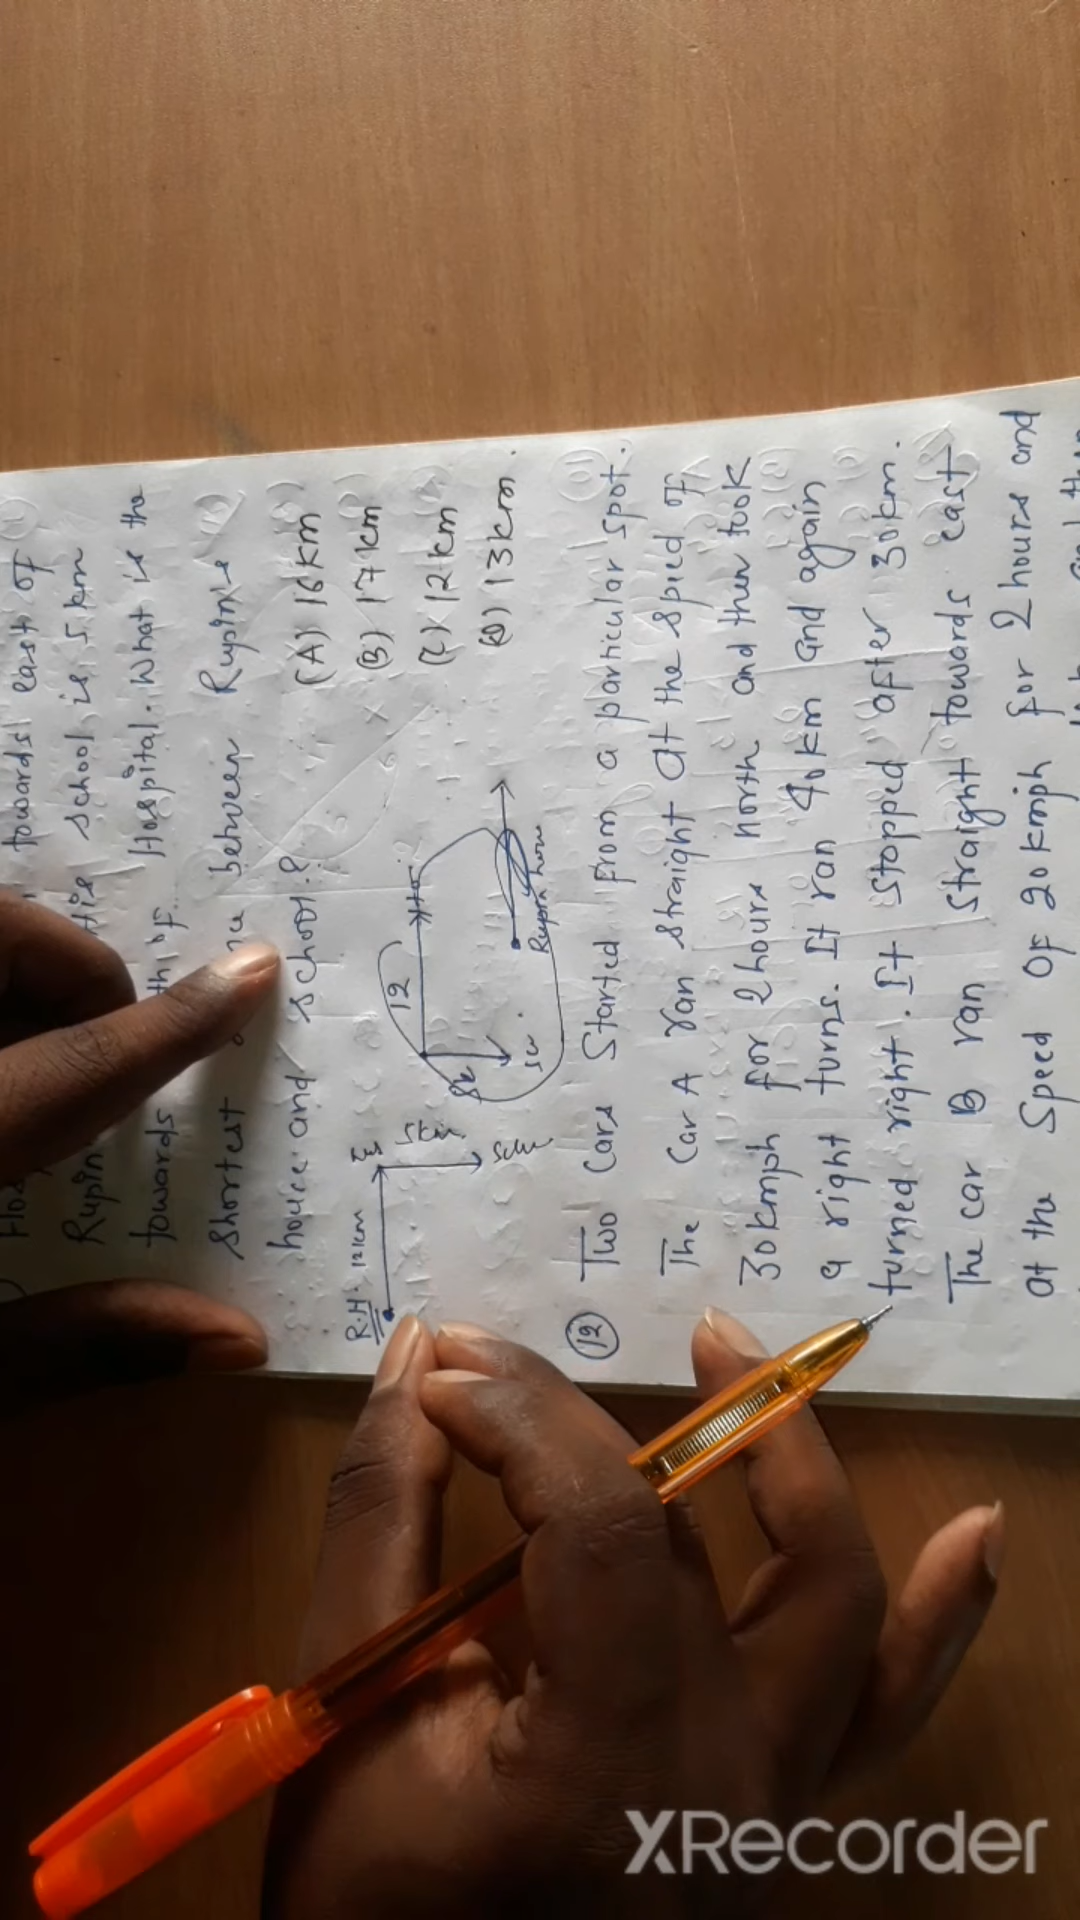 towards east of
Rupin His school is 5 km
towards Hospital. What is the
shortest between Rupin's
house and school?
(A) 16 km
(B) 17 km
(C) 12 km
(D) 13 km.
R.H. 12 km
5 km
12
Rupin house
(12) Two Cars Started from a particular spot.
The Car A ran straight at the speed of
30 kmph for 2 hours north and then took
a right turns. It ran 40 km and again
turned right. It stopped after 30 km.
The car B ran straight towards east
at the speed of 20 kmph for 2 hours and
XRecorder